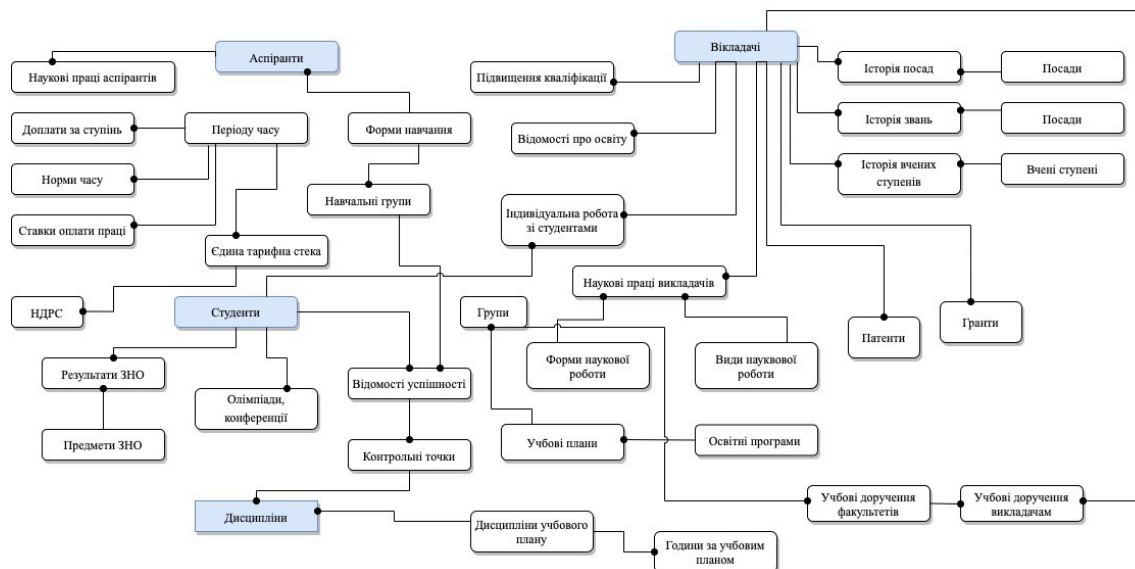 Аспіранти
Вікладачі
Наукові праці аспірантів
Підвищення кваліфікації
Історія посад
Посади
Доплати за ступінь
Періоду часу
Форми навчання
Відомості про освіту
Історія звань
Посади
Норми часу
Історія вчених
ступенів
Вчені ступені
Навчальні групи
Індивідуальна робота
зі студентами
Ставки оплати праці
Єдина тарифна стека
Наукові праці викладачів
НДРС
Студенти
Групи
Патенти
Гранти
Форми наукової
роботи
Види науквової
роботи
Результати ЗНО
Відомості успішності
Олімпіади,
конференції
Предмети ЗНО
Контрольні точки
Учбові плани
Освітні програми
Учбові доручення
факультетів
Учбові доручення
викладачам
Дисципліни
Дисципліни учбового
плану
Години за учбовим
планом